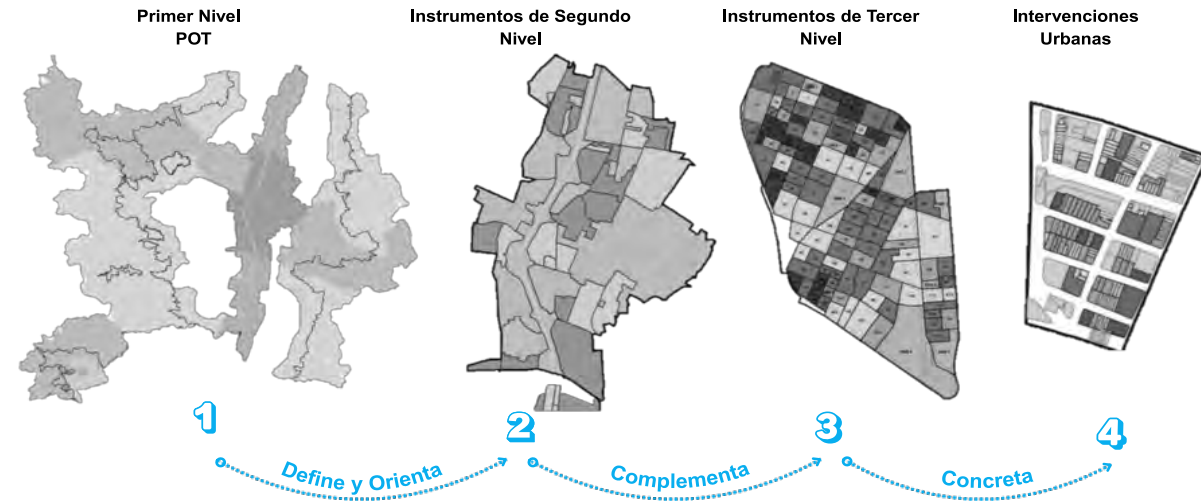 Primer Nivel
POT
Instrumentos de Segundo
Nivel
Instrumentos de Tercer
Nivel
Intervenciones
Urbanas
1
2
3
4
Define y Orienta
Complementa
Concreta